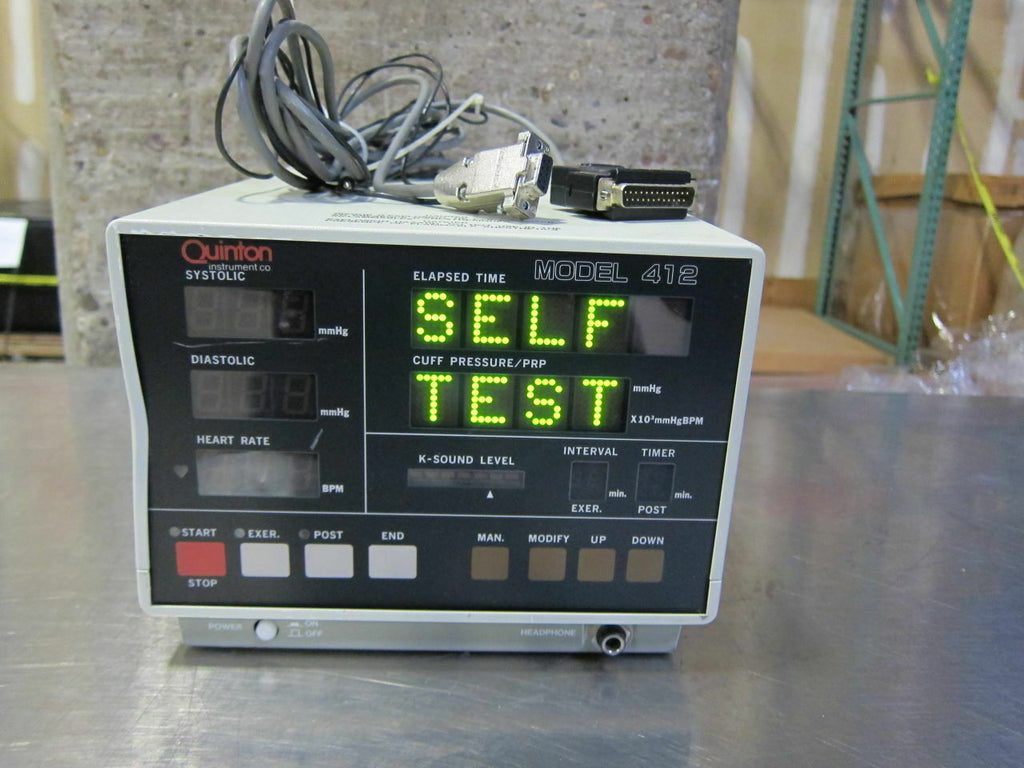 Quinton
instrument co
MODEL 412
SYSTOLIC
mmHg
DIASTOLIC
mmHg
HEART RATE
BPM
ELAPSED TIME
SELF
CUFF PRESSURE/PRP
TEST
mmHg
X10³mmHgBPM
K-SOUND LEVEL
INTERVAL
TIMER
min.
min.
EXER.
POST
START
EXER.
POST
END
MAN.
MODIFY
UP
DOWN
STOP
POWER
ON
OFF
HEADPHONE